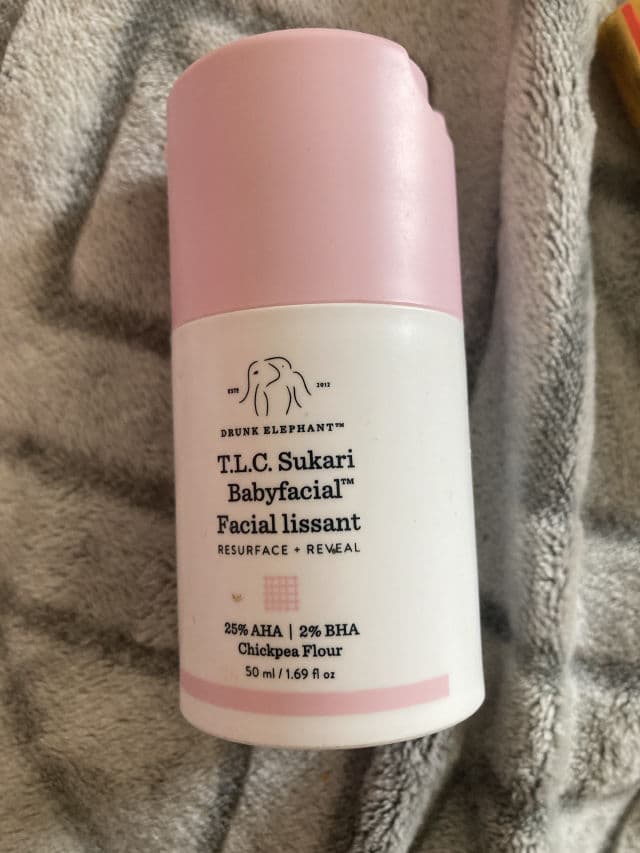 ESTD 2012
DRUNK ELEPHANT™
T.L.C. Sukari
Babyfacial™
Facial lissant
RESURFACE + REVEAL
25% AHA | 2% BHA
Chickpea Flour
50 ml / 1.69 fl oz